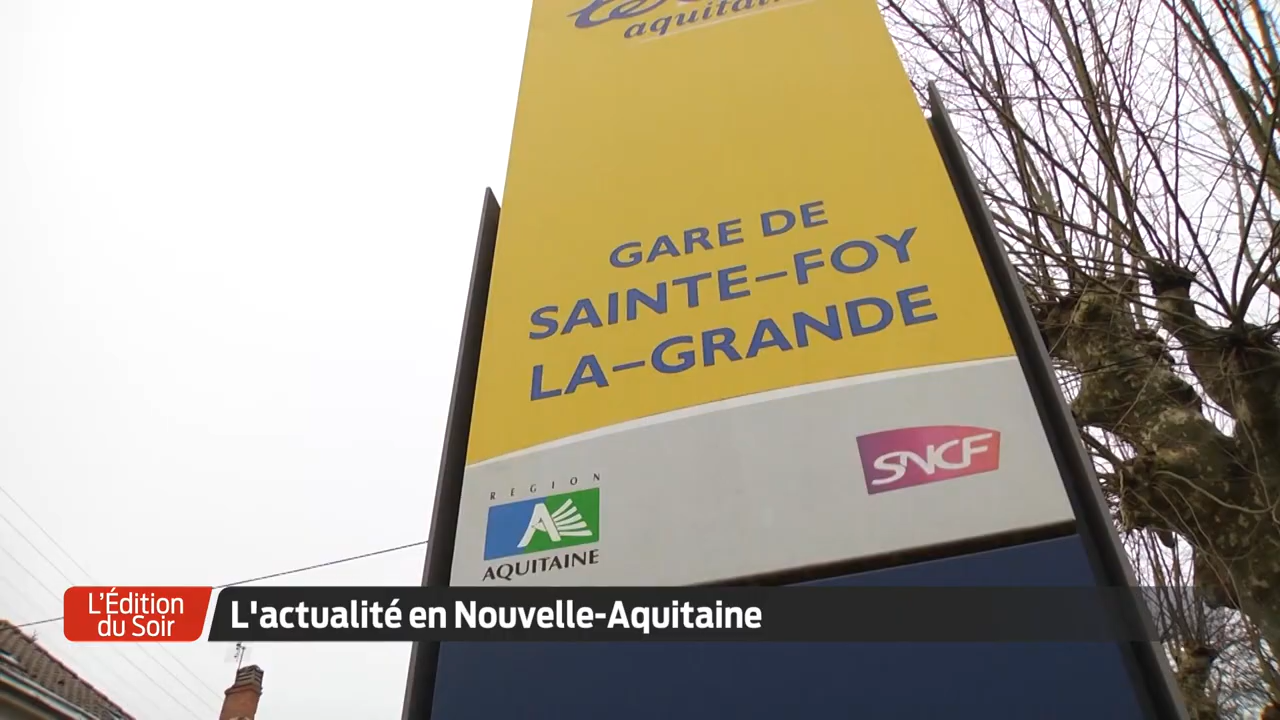 aquitaine
GARE DE
SAINTE-FOY
LA-GRANDE
SNCF
REGION
AQUITAINE
L'Édition
du Soir
L'actualité en Nouvelle-Aquitaine